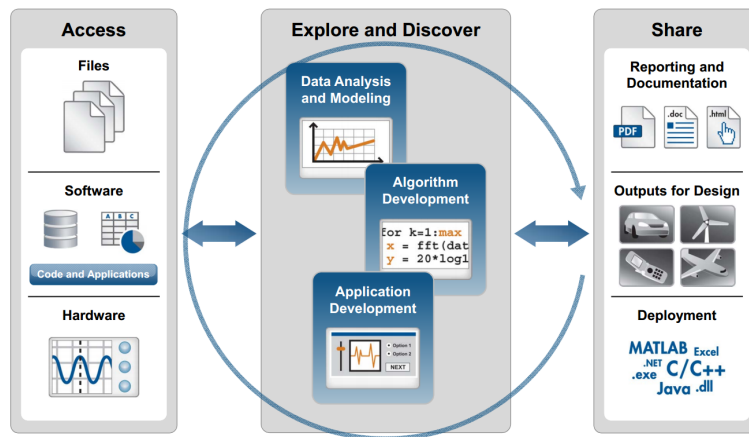 Access
Files
Software
A B C
Code and Applications
Hardware
Explore and Discover
Data Analysis
and Modeling
Algorithm
Development
for k=1:max
x = fft(dat
y = 20*log1
Application
Development
Option 1
Option 2
NEXT
Share
Reporting and
Documentation
PDF
.doc
.html
Outputs for Design
Deployment
MATLAB Excel
.NET C/C++
.exe
Java .dll